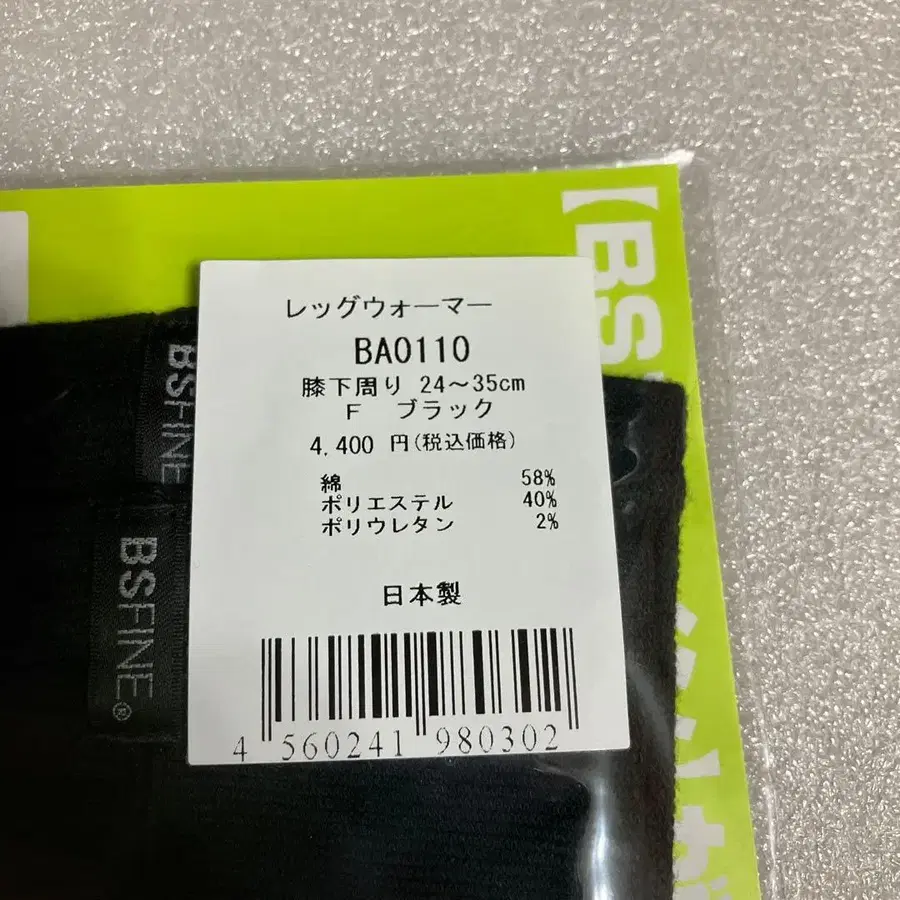 【BS
レッグウォーマー
BA0110
膝下周り 24～35cm
F ブラック
4,400 円(税込価格)
綿 58%
ポリエステル 40%
ポリウレタン 2%
日本製
4 560241 980302
BSFINE
BSFINE®